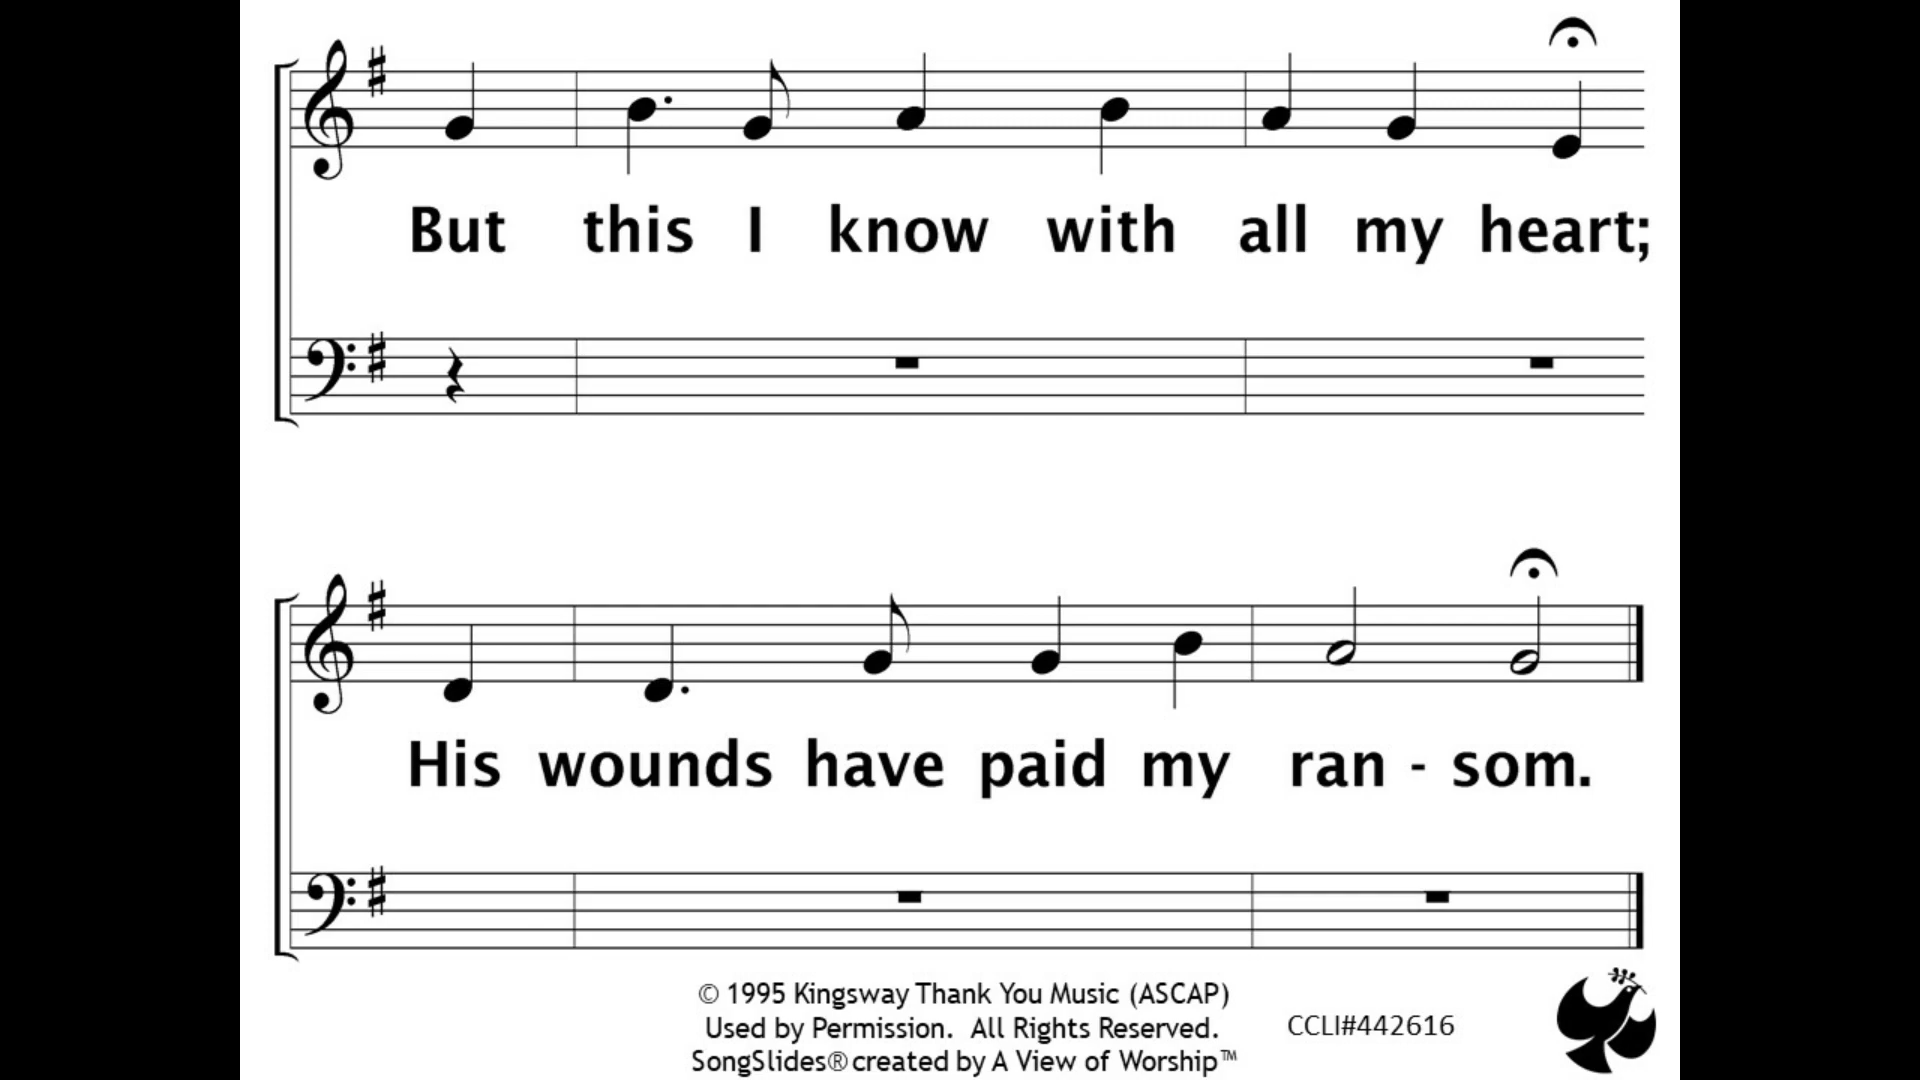 But this I know with all my heart;
His wounds have paid my ran - som.
© 1995 Kingsway Thank You Music (ASCAP)
Used by Permission. All Rights Reserved.
SongSlides® created by A View of Worship™
CCLI#442616